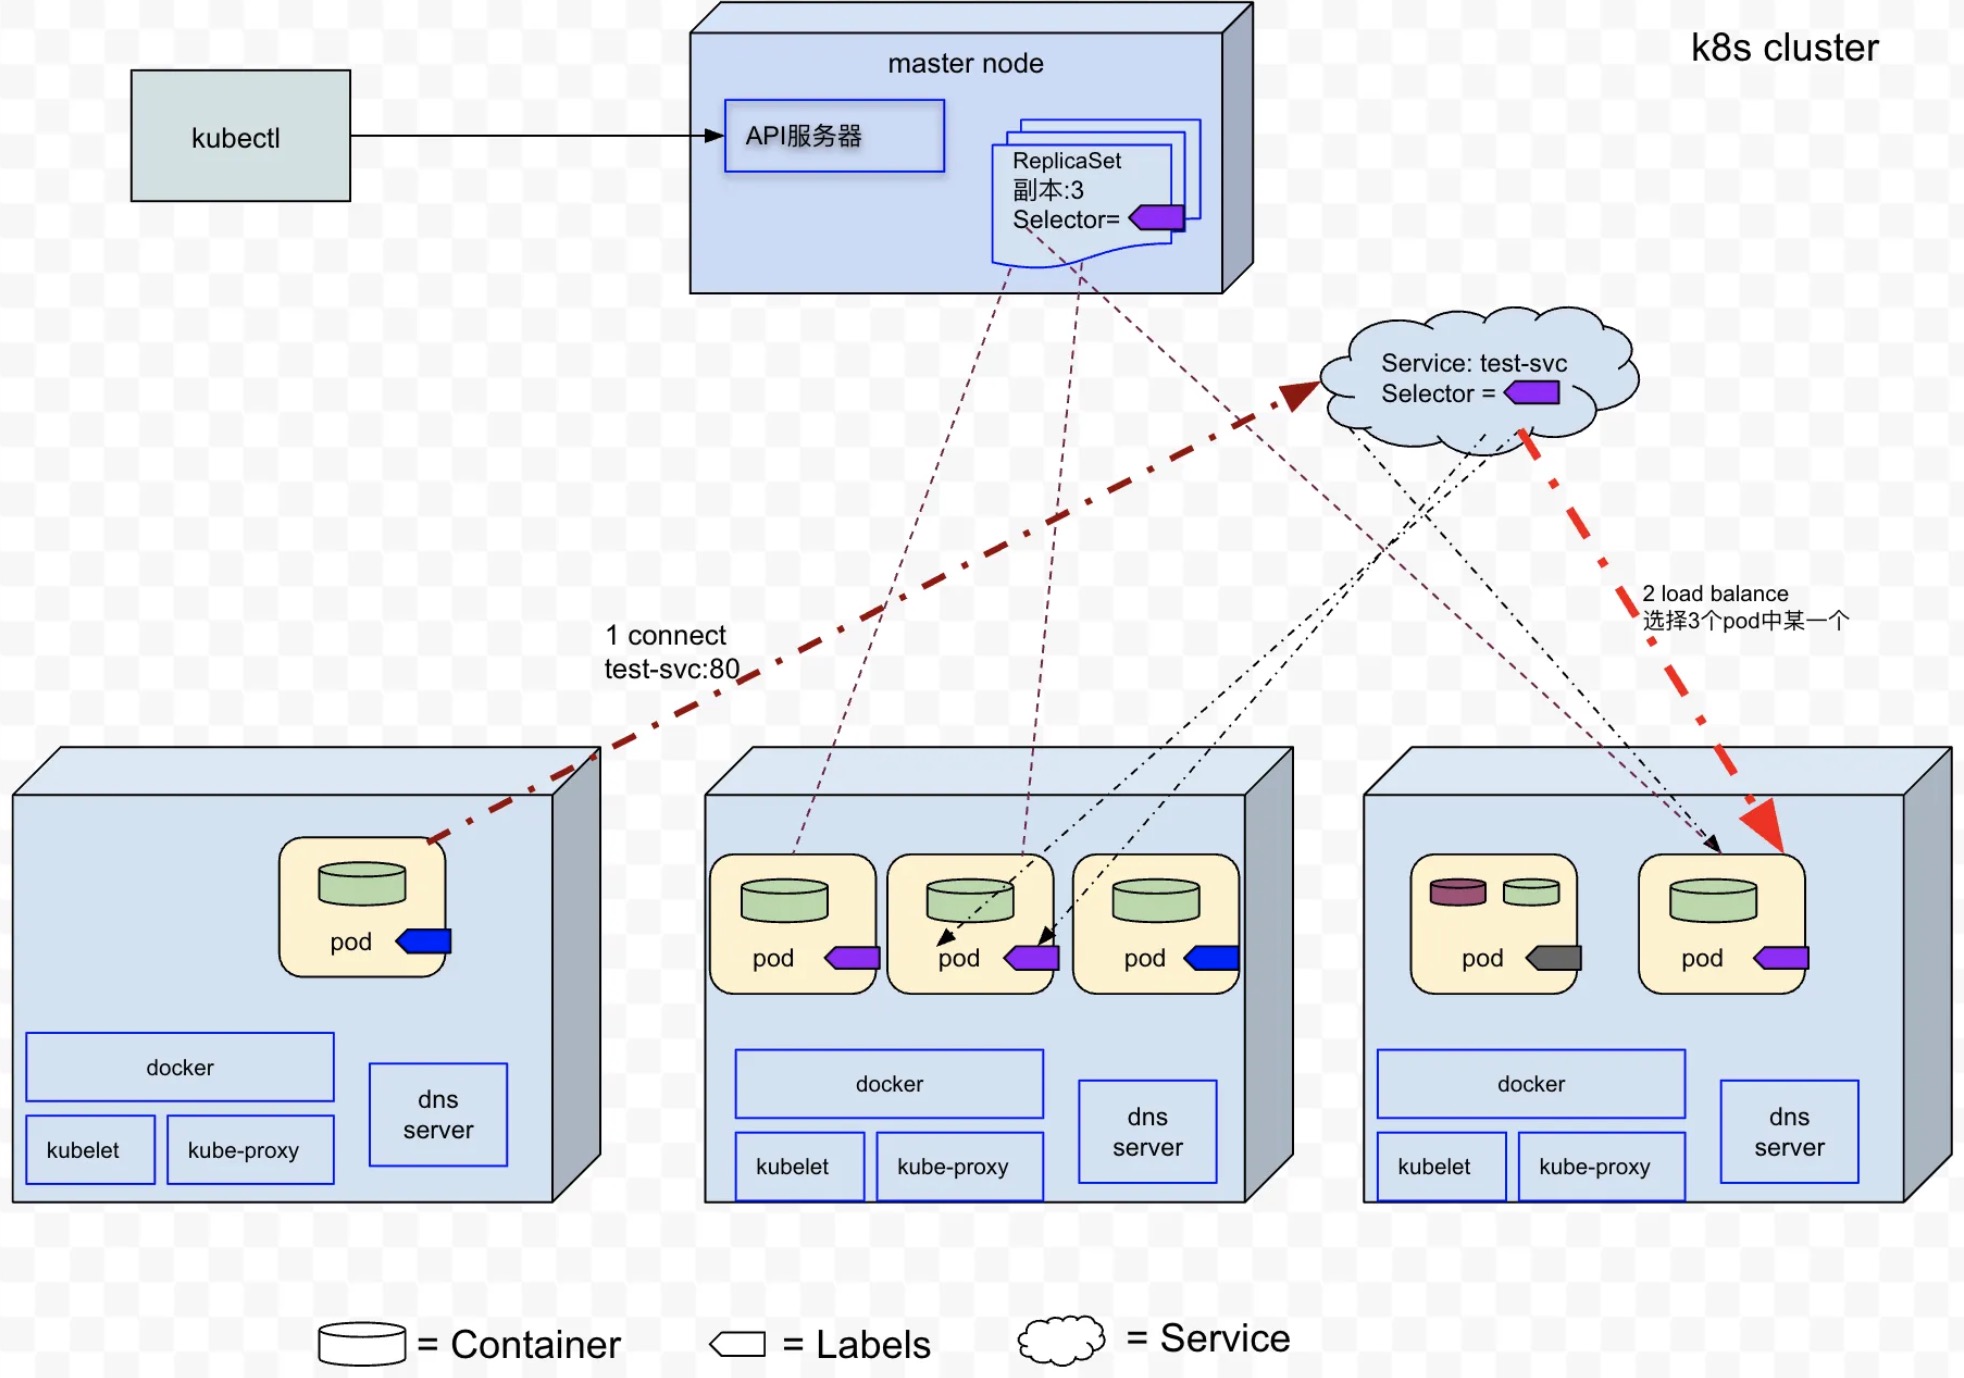 k8s cluster
master node
kubectl
API服务器
ReplicaSet
副本:3
Selector=
Service: test-svc
Selector =
2 load balance
选择3个pod中某一个
1 connect
test-svc:80
pod
docker
kubelet
kube-proxy
dns
server
pod
pod
pod
docker
kubelet
kube-proxy
dns
server
pod
pod
docker
kubelet
kube-proxy
dns
server
= Container
= Labels
= Service